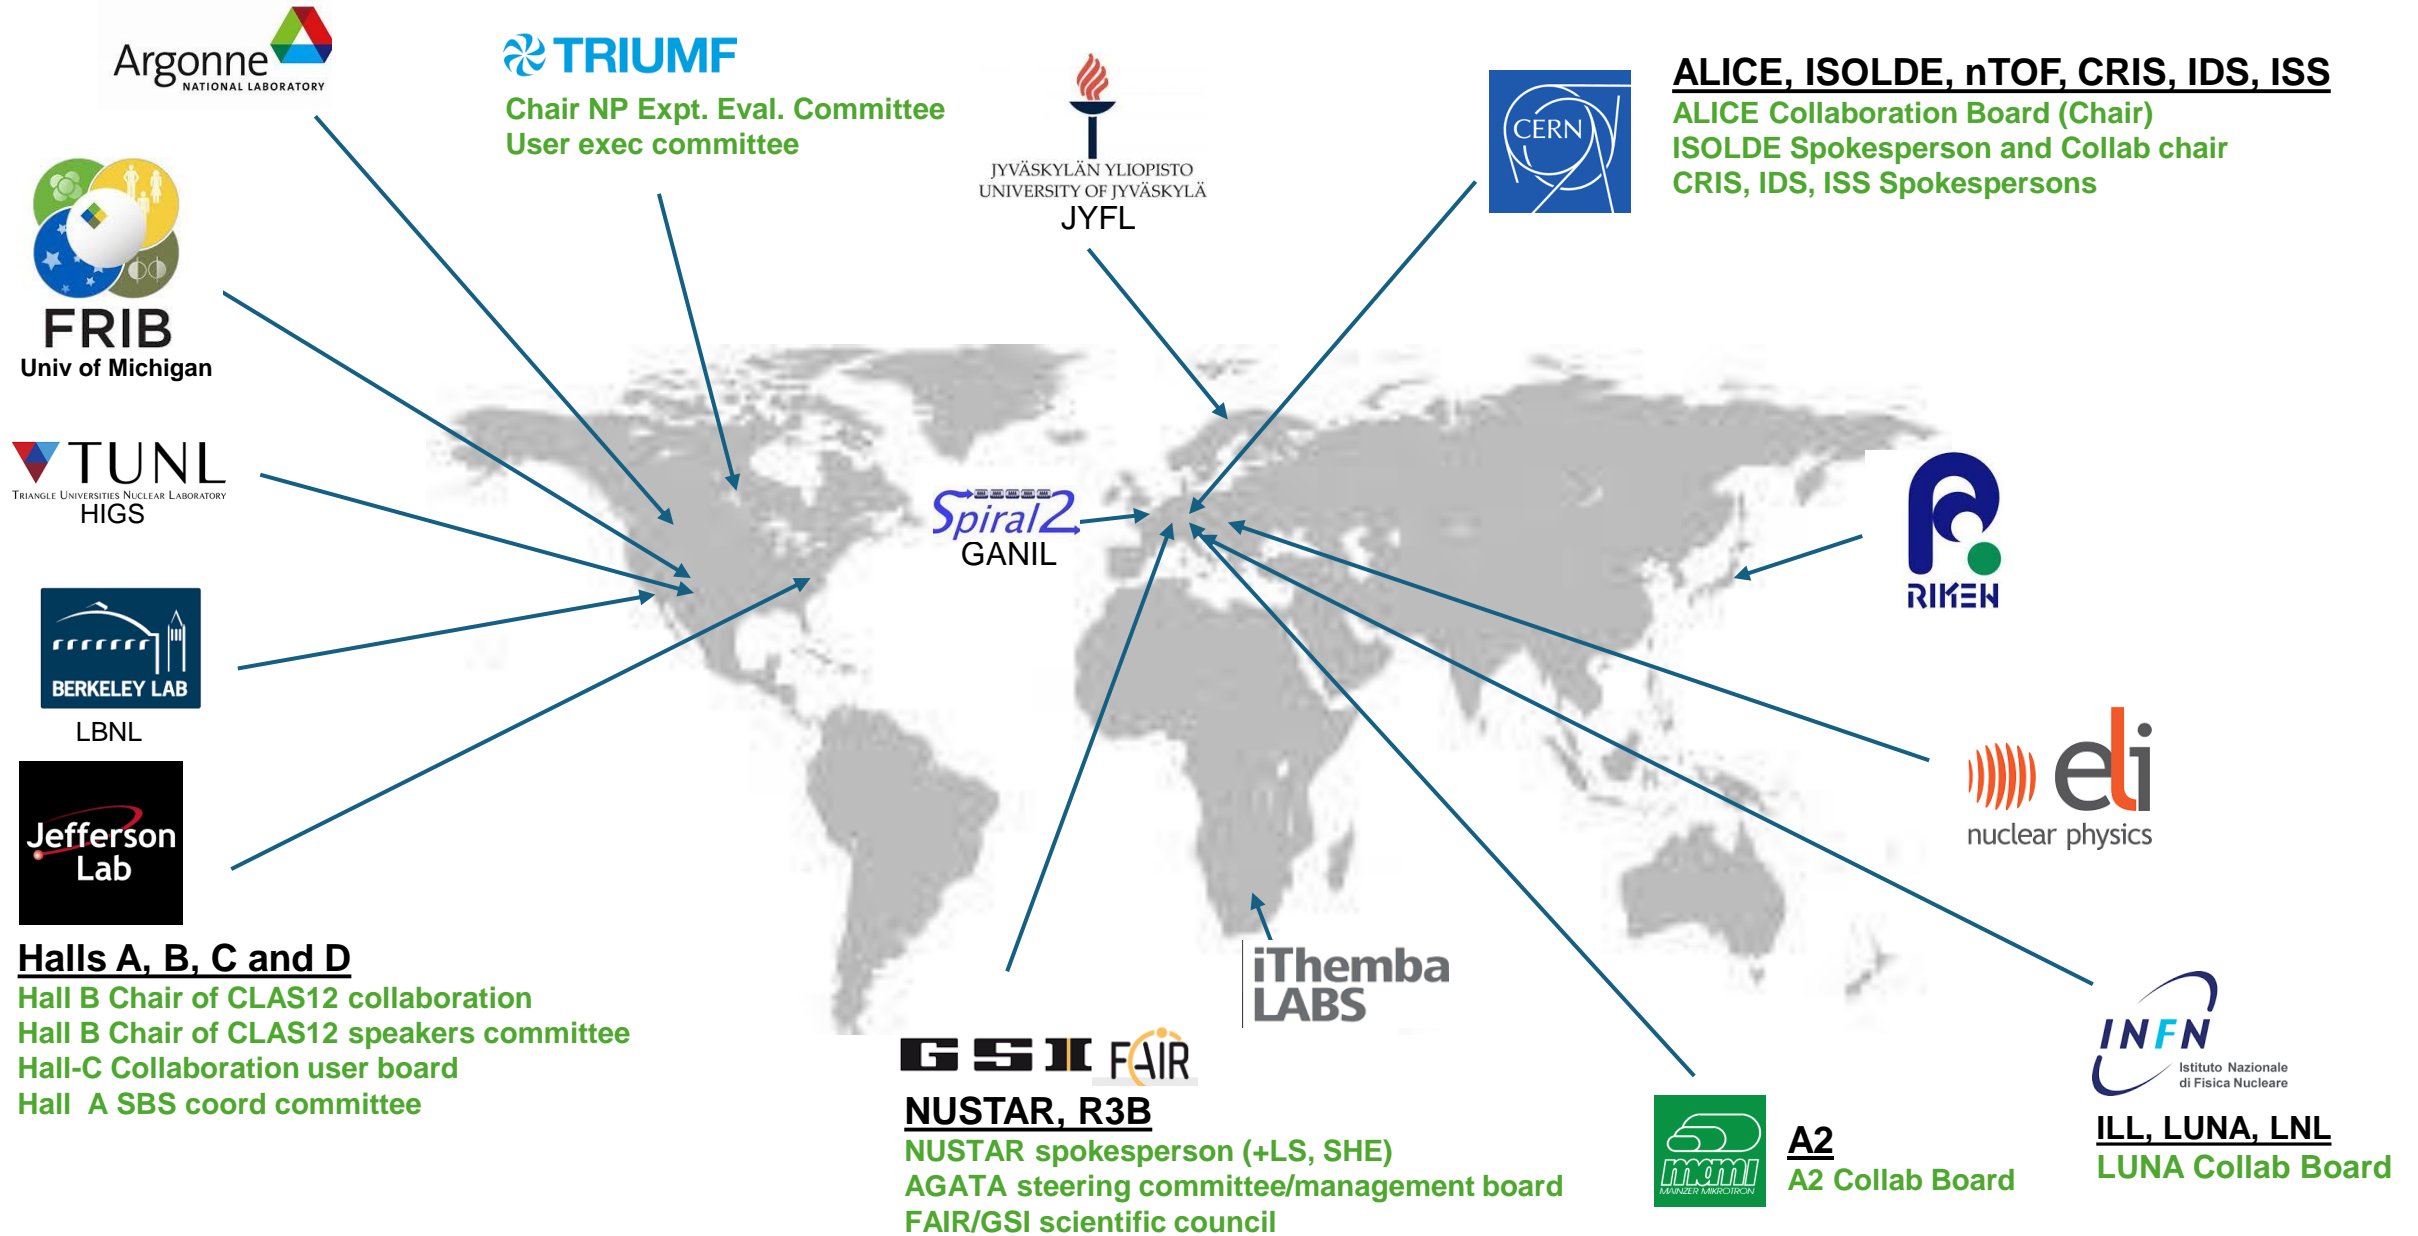 Argonne
NATIONAL LABORATORY
TRIUMF
Chair NP Expt. Eval. Committee
User exec committee
JYVÄSKYLÄN YLIOPISTO
UNIVERSITY OF JYVÄSKYLÄ
JYFL
CERN
ALICE, ISOLDE, nTOF, CRIS, IDS, ISS
ALICE Collaboration Board (Chair)
ISOLDE Spokesperson and Collab chair
CRIS, IDS, ISS Spokespersons
FRIB
Univ of Michigan
TUNL
TRIANGLE UNIVERSITIES NUCLEAR LABORATORY
HIGS
Spiral2
GANIL
RIKEN
BERKELEY LAB
LBNL
eli
nuclear physics
Jefferson
Lab
Halls A, B, C and D
Hall B Chair of CLAS12 collaboration
Hall B Chair of CLAS12 speakers committee
Hall-C Collaboration user board
Hall A SBS coord committee
iThemba
LABS
GSI FAIR
NUSTAR, R3B
NUSTAR spokesperson (+LS, SHE)
AGATA steering committee/management board
FAIR/GSI scientific council
mami
MAINZER MIKROTRON
A2
A2 Collab Board
INFN
Istituto Nazionale
di Fisica Nucleare
ILL, LUNA, LNL
LUNA Collab Board